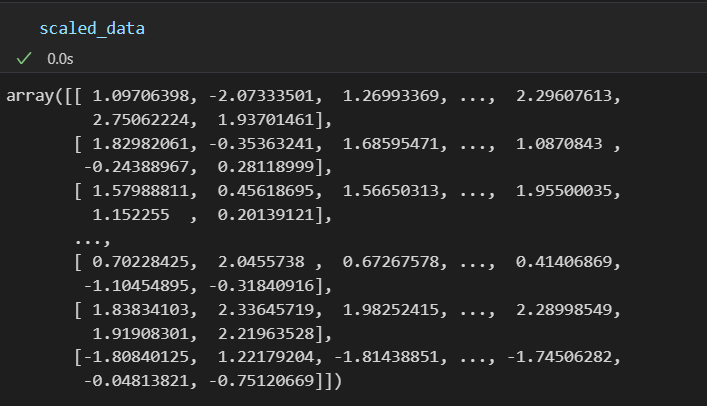 scaled_data
0.0s
array([[ 1.09706398, -2.07333501,  1.26993369, ...,  2.29607613,
         2.75062224,  1.93701461],
       [ 1.82982061, -0.35363241,  1.68595471, ...,  1.0870843 ,
        -0.24388967,  0.28118999],
       [ 1.57988811,  0.45618695,  1.56650313, ...,  1.95500035,
         1.152255  ,  0.20139121],
       ...,
       [ 0.70228425,  2.0455738 ,  0.67267578, ...,  0.41406869,
        -1.10454895, -0.31840916],
       [ 1.83834103,  2.33645719,  1.98252415, ...,  2.28998549,
         1.91908301,  2.21963528],
       [-1.80840125,  1.22179204, -1.81438851, ..., -1.74506282,
        -0.04813821, -0.75120669]])